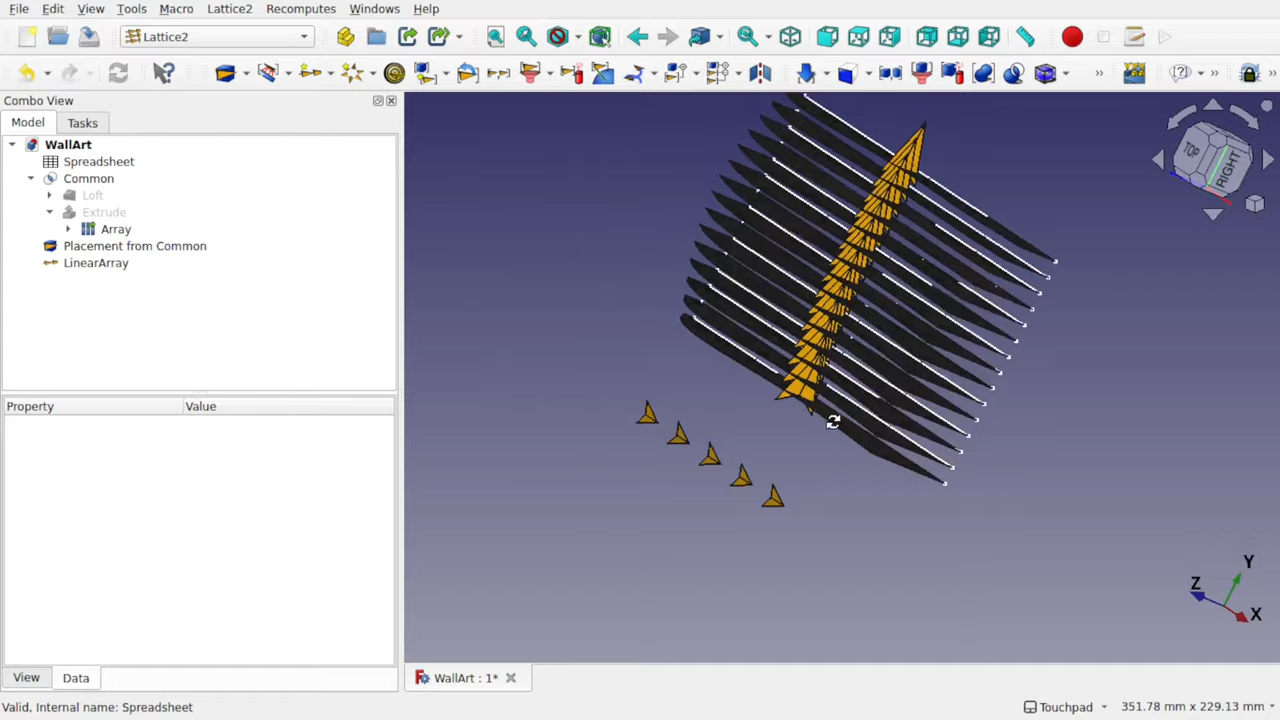 File Edit View Tools Macro Lattice2 Recomputes Windows Help
Lattice2
Combo View
Model Tasks
WallArt
Spreadsheet
Common
Loft
Extrude
Array
Placement from Common
LinearArray
Property Value
View Data
TOP
RIGHT
Y
Z
X
WallArt : 1*
Valid, Internal name: Spreadsheet
Touchpad
351.78 mm x 229.13 mm